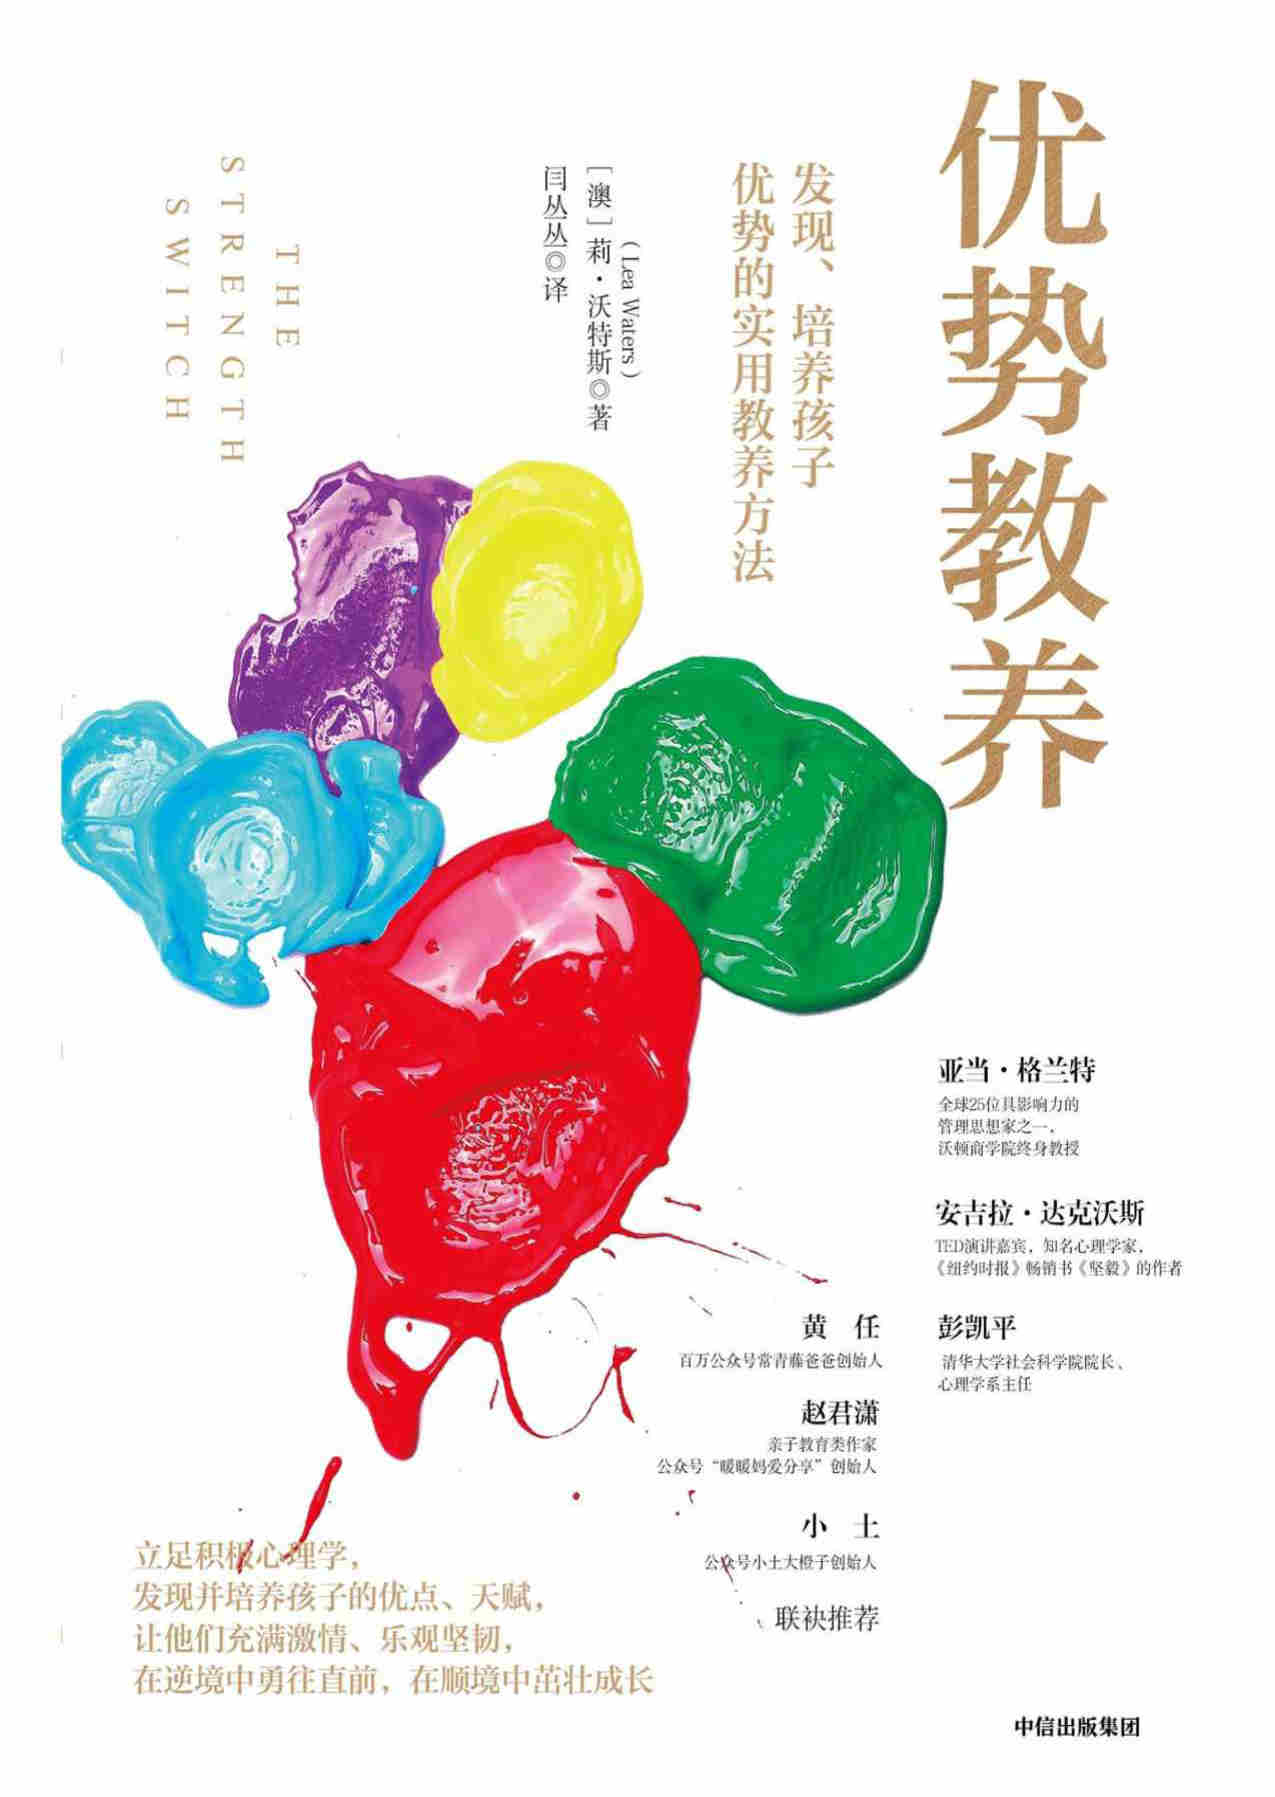 优势教养
发现、培养孩子
优势的实用教养方法
(Lea Waters)
［澳］莉·沃特斯◎著
闫丛丛◎译
THE
STRENGTH
SWITCH
亚当·格兰特
全球25位具影响力的
管理思想家之一，
沃顿商学院终身教授
安吉拉·达克沃斯
TED演讲嘉宾，知名心理学家，
《纽约时报》畅销书《坚毅》的作者
彭凯平
清华大学社会科学院院长、
心理学系主任
黄 任
百万公众号常青藤爸爸创始人
赵君潇
亲子教育类作家
公众号“暖暖妈爱分享”创始人
小 土
公众号小土大橙子创始人
联袂推荐
立足积极心理学，
发现并培养孩子的优点、天赋，
让他们充满激情、乐观坚韧，
在逆境中勇往直前，在顺境中茁壮成长
中信出版集团